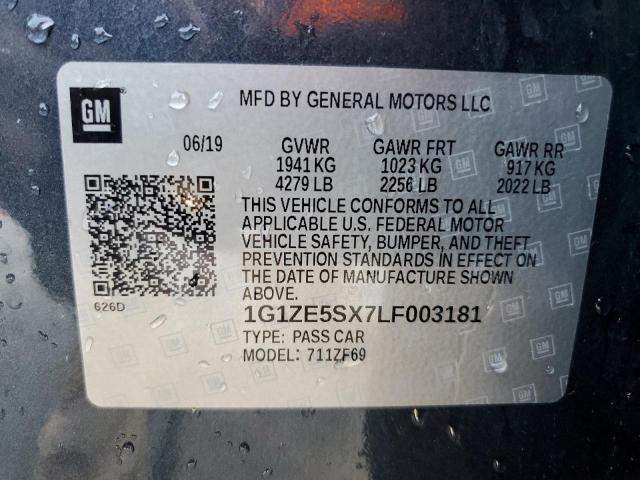 GM
MFD BY GENERAL MOTORS LLC
06/19 GVWR GAWR FRT GAWR RR
1941 KG 1023 KG 917 KG
4279 LB 2256 LB 2022 LB
THIS VEHICLE CONFORMS TO ALL
APPLICABLE U.S. FEDERAL MOTOR
VEHICLE SAFETY, BUMPER, AND THEFT
PREVENTION STANDARDS IN EFFECT ON
THE DATE OF MANUFACTURE SHOWN
ABOVE.
626D
1G1ZE5SX7LF003181
TYPE: PASS CAR
MODEL: 711ZF69